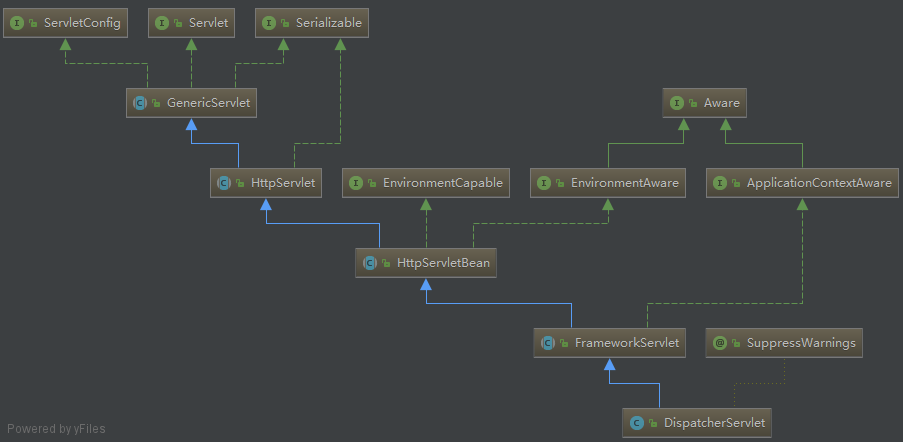 I ServletConfig
I Servlet
I Serializable
C GenericServlet
I Aware
C HttpServlet
I EnvironmentCapable
I EnvironmentAware
I ApplicationContextAware
C HttpServletBean
C FrameworkServlet
@ SuppressWarnings
C DispatcherServlet
Powered by yFiles